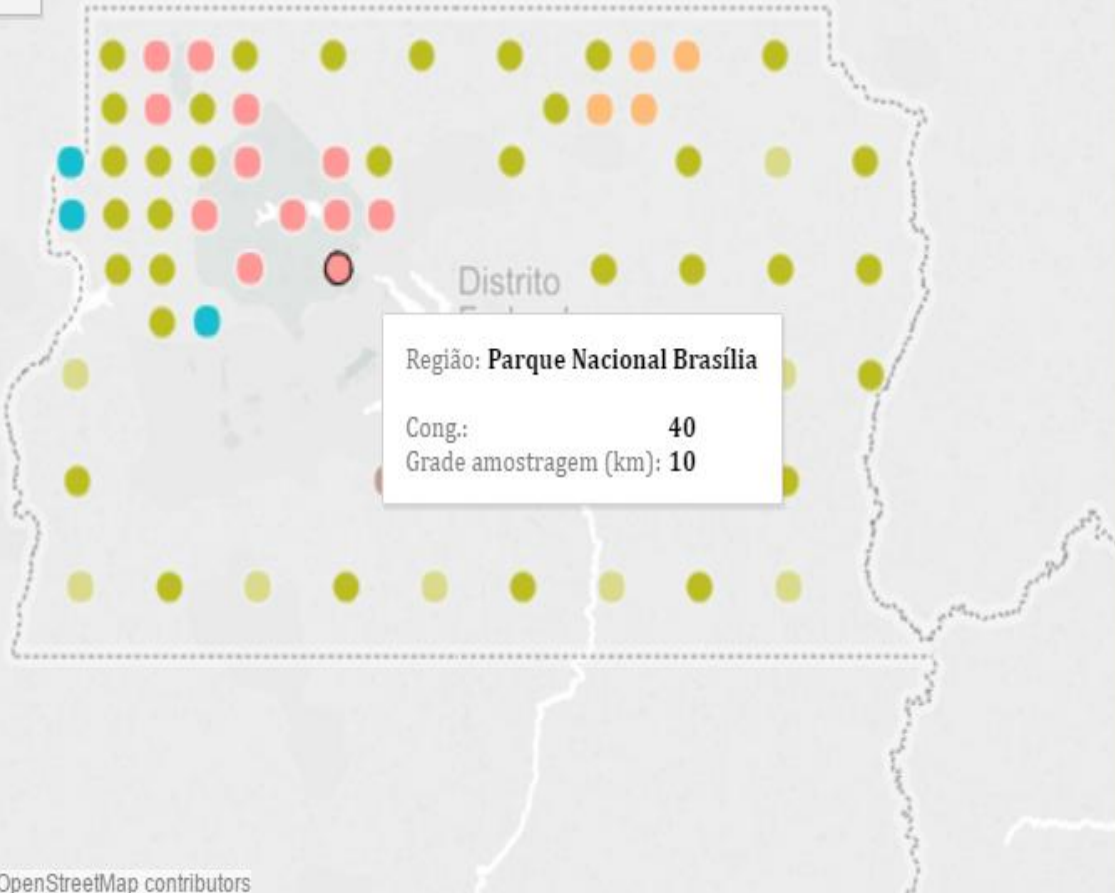 Distrito
Região: Parque Nacional Brasília
Cong.: 40
Grade amostragem (km): 10
OpenStreetMap contributors